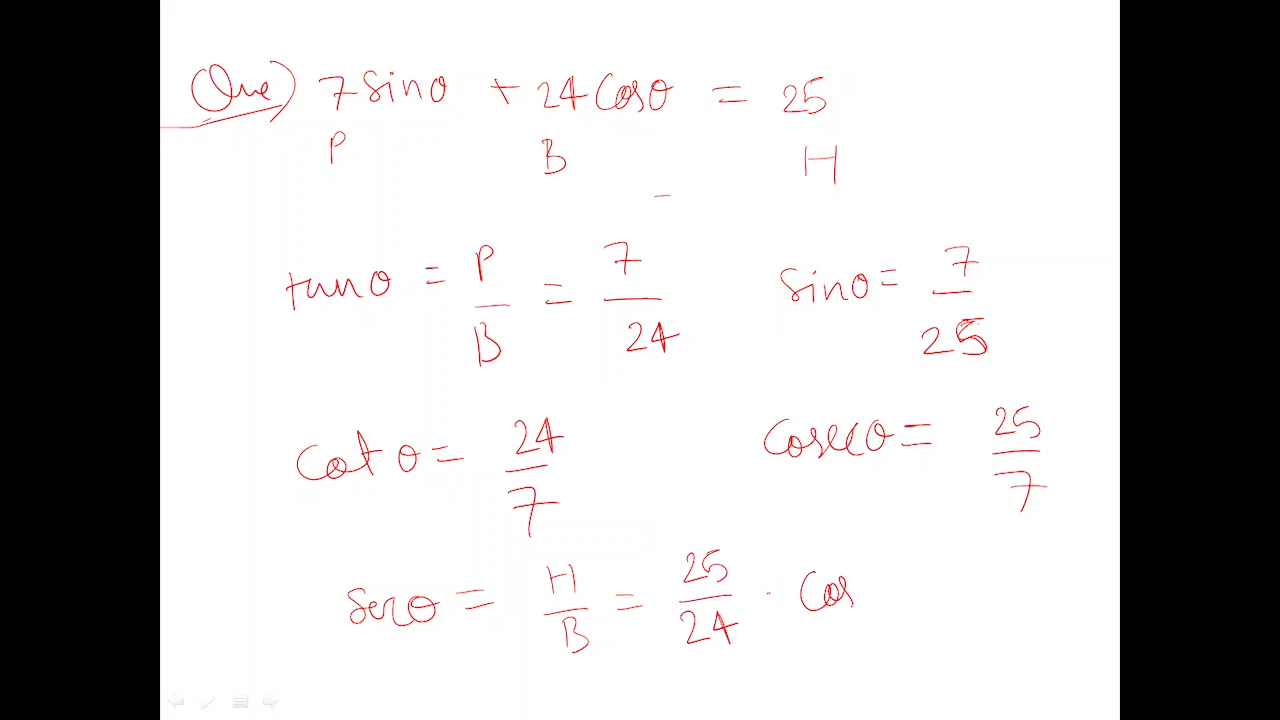 Que) 7 Sinθ + 24 Cosθ = 25
P B H
tanθ = P/B = 7/24 Sinθ = 7/25
Cot θ = 24/7 Cosecθ = 25/7
Secθ = H/B = 25/24 . Cos